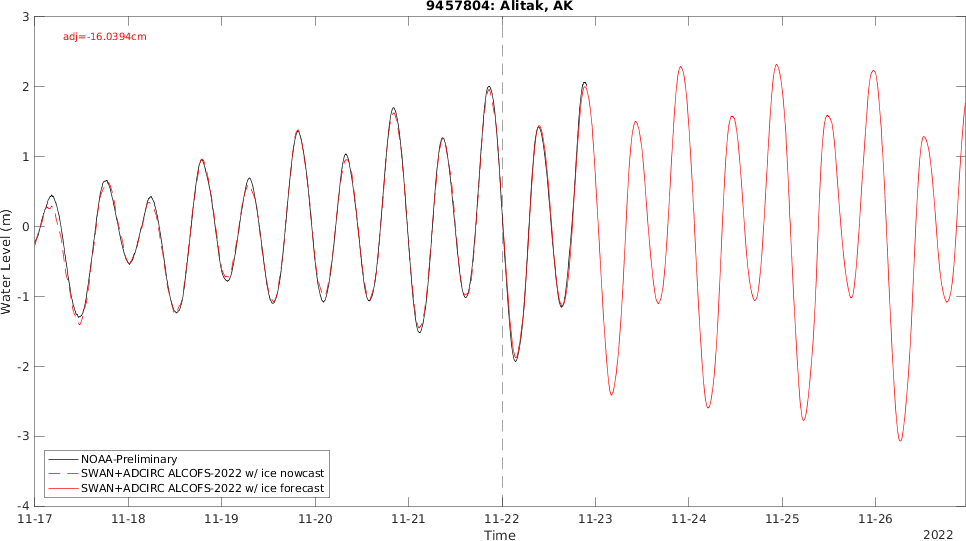 9457804: Alitak, AK
adj=-16.0394cm
Water Level (m)
3
2
1
0
-1
-2
-3
-4
NOAA-Preliminary
SWAN+ADCIRC ALCOFS-2022 w/ ice nowcast
SWAN+ADCIRC ALCOFS-2022 w/ ice forecast
11-17 11-18 11-19 11-20 11-21 11-22 11-23 11-24 11-25 11-26
Time
2022